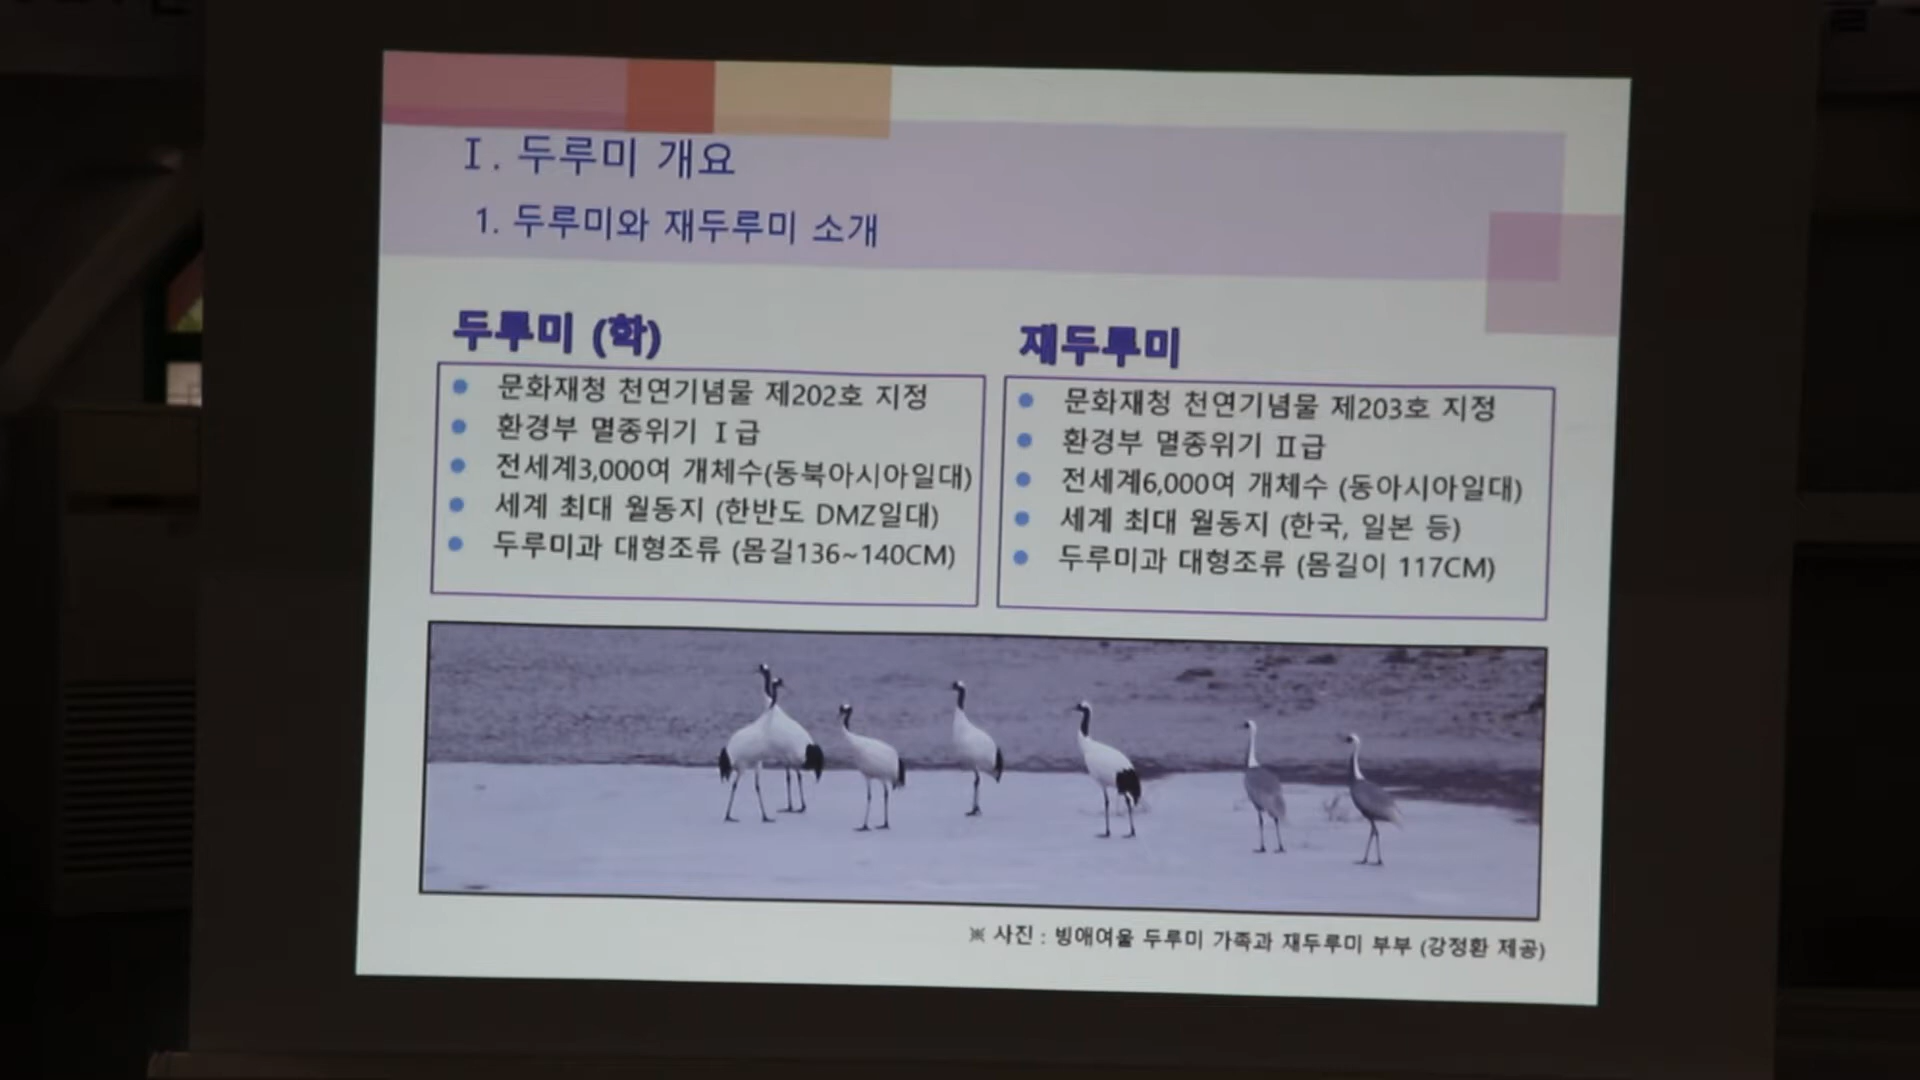 Ⅰ. 두루미 개요
1. 두루미와 재두루미 소개
두루미 (학)
● 문화재청 천연기념물 제202호 지정
● 환경부 멸종위기 Ⅰ급
● 전세계3,000여 개체수(동북아시아일대)
● 세계 최대 월동지 (한반도 DMZ일대)
● 두루미과 대형조류 (몸길136~140CM)
재두루미
● 문화재청 천연기념물 제203호 지정
● 환경부 멸종위기 Ⅱ급
● 전세계6,000여 개체수 (동아시아일대)
● 세계 최대 월동지 (한국, 일본 등)
● 두루미과 대형조류 (몸길이 117CM)
※ 사진 : 빙애여울 두루미 가족과 재두루미 부부 (강정환 제공)